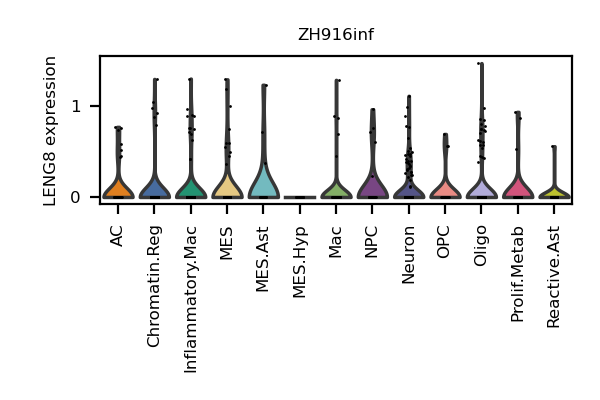 ZH916inf
LENG8 expression
1
0
AC
Chromatin.Reg
Inflammatory.Mac
MES
MES.Ast
MES.Hyp
Mac
NPC
Neuron
OPC
Oligo
Prolif.Metab
Reactive.Ast